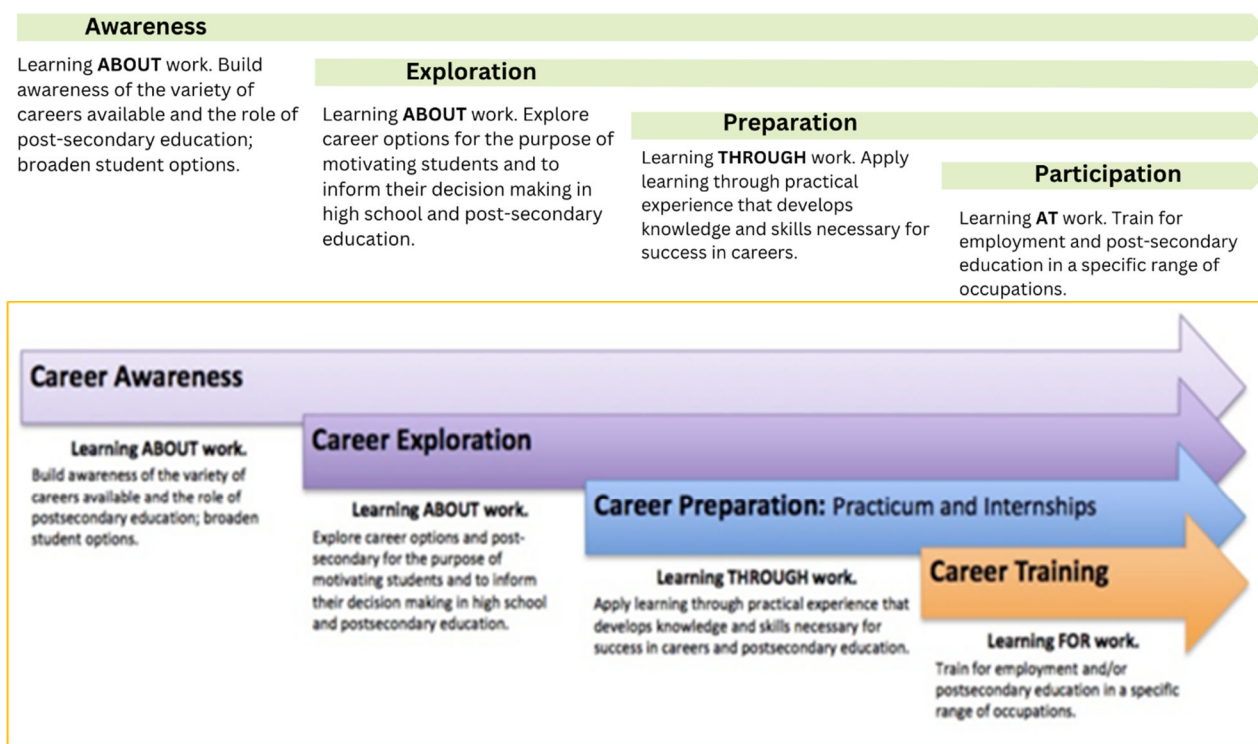 Awareness
Learning ABOUT work. Build
awareness of the variety of
careers available and the role of
post-secondary education;
broaden student options.
Exploration
Learning ABOUT work. Explore
career options for the purpose of
motivating students and to
inform their decision making in
high school and post-secondary
education.
Preparation
Learning THROUGH work. Apply
learning through practical
experience that develops
knowledge and skills necessary for
success in careers.
Participation
Learning AT work. Train for
employment and post-secondary
education in a specific range of
occupations.
Career Awareness
Learning ABOUT work.
Build awareness of the variety of
careers available and the role of
postsecondary education; broaden
student options.
Career Exploration
Learning ABOUT work.
Explore career options and post-
secondary for the purpose of
motivating students and to inform
their decision making in high school
and postsecondary education.
Career Preparation: Practicum and Internships
Learning THROUGH work.
Apply learning through practical experience that
develops knowledge and skills necessary for
success in careers and postsecondary education.
Career Training
Learning FOR work.
Train for employment and/or
postsecondary education in a specific
range of occupations.